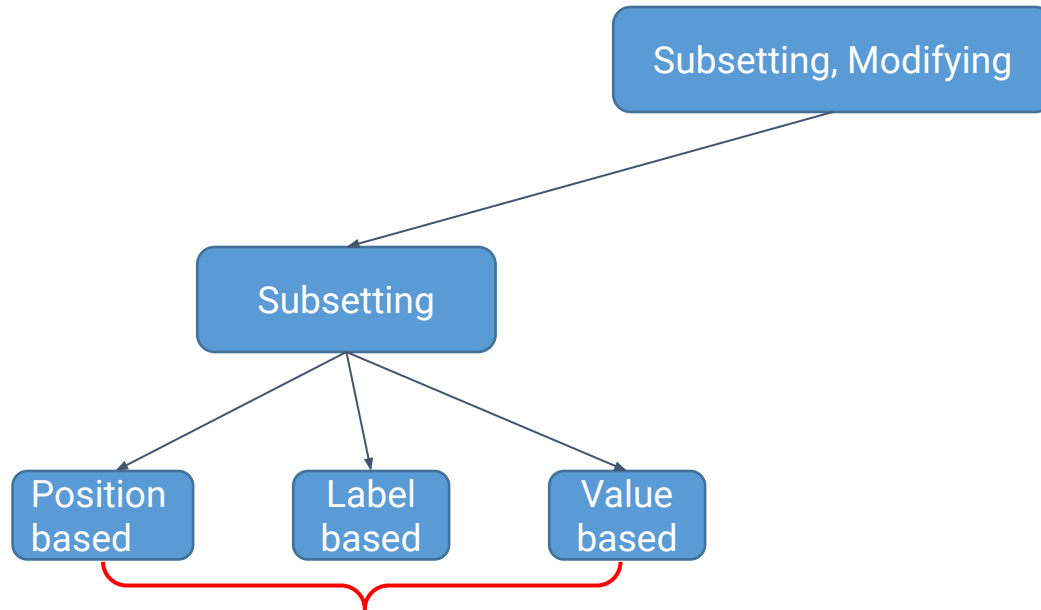 Subsetting, Modifying
Subsetting
Position
based
Label
based
Value
based